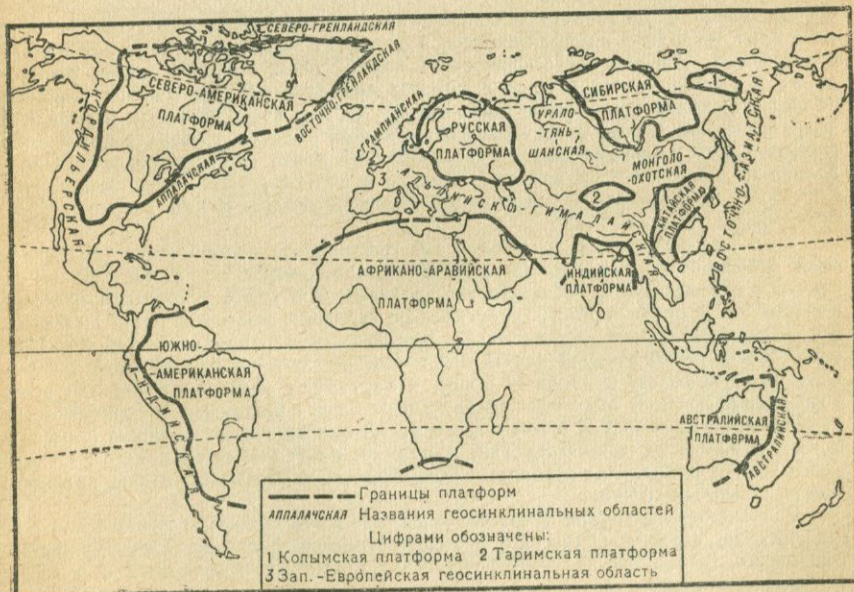 СЕВЕРО-ГРЕНЛАНДСКАЯ
ВОСТОЧНО-ГРЕНЛАНДСКАЯ
КОРДИЛЬЕРСКАЯ
СЕВЕРО-АМЕРИКАНСКАЯ
ПЛАТФОРМА
АППАЛАЧСКАЯ
ГРАМПИАНСКАЯ
РУССКАЯ
ПЛАТФОРМА
УРАЛО-
-ТЯНЬ-
ШАНСКАЯ
СИБИРСКАЯ
ПЛАТФОРМА
1
МОНГОЛО-
ОХОТСКАЯ
ВОСТОЧНО-АЗИАТСКАЯ
3
АЛЬПИЙСКО-ГИМАЛАЙСКАЯ
2
КИТАЙСКАЯ
ПЛАТФОРМА
АФРИКАНО-АРАВИЙСКАЯ
ПЛАТФОРМА
ИНДИЙСКАЯ
ПЛАТФОРМА
ЮЖНО-
АМЕРИКАНСКАЯ
ПЛАТФОРМА
АНДИЙСКАЯ
АВСТРАЛИЙСКАЯ
ПЛАТФОРМА
АВСТРАЛИЙСКАЯ
Границы платформ
АППАЛАЧСКАЯ Названия геосинклинальных областей
Цифрами обозначены:
1 Колымская платформа 2 Таримская платформа
3 Зап.-Европейская геосинклинальная область